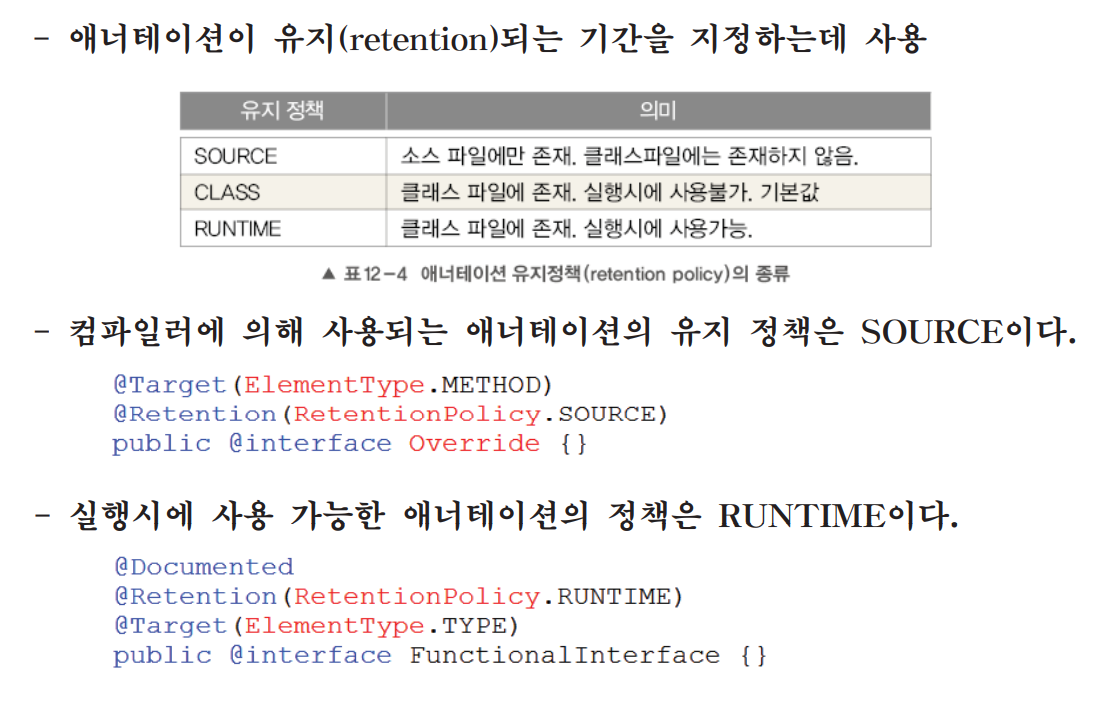 - 애너테이션이 유지(retention)되는 기간을 지정하는데 사용
유지 정책 의미
SOURCE 소스 파일에만 존재. 클래스파일에는 존재하지 않음.
CLASS 클래스 파일에 존재. 실행시에 사용불가. 기본값
RUNTIME 클래스 파일에 존재. 실행시에 사용가능.
▲ 표12-4 애너테이션 유지정책(retention policy)의 종류
- 컴파일러에 의해 사용되는 애너테이션의 유지 정책은 SOURCE이다.
@Target(ElementType.METHOD)
@Retention(RetentionPolicy.SOURCE)
public @interface Override {}
- 실행시에 사용 가능한 애너테이션의 정책은 RUNTIME이다.
@Documented
@Retention(RetentionPolicy.RUNTIME)
@Target(ElementType.TYPE)
public @interface FunctionalInterface {}